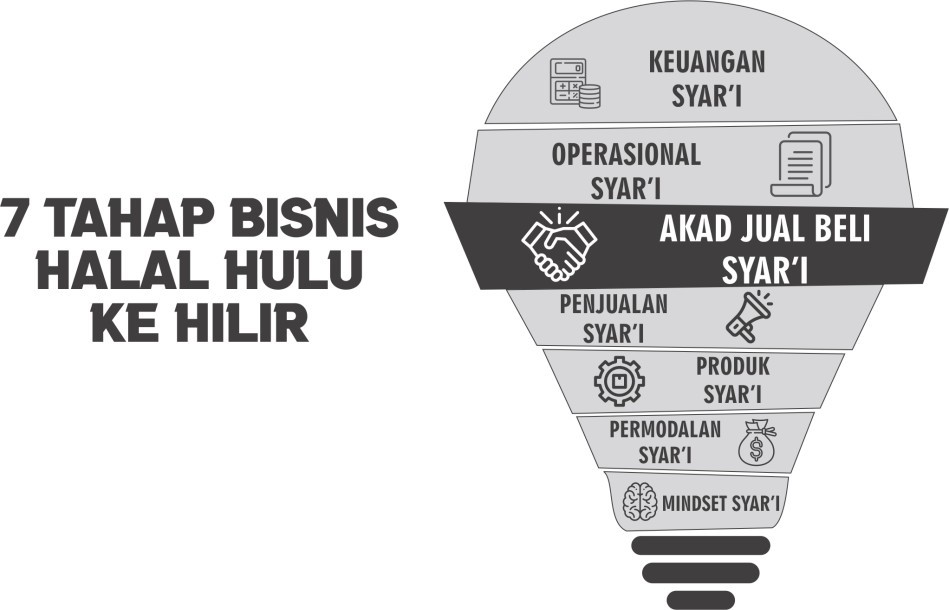 7 TAHAP BISNIS
HALAL HULU
KE HILIR
KEUANGAN
SYAR'I
OPERASIONAL
SYAR'I
AKAD JUAL BELI
SYAR'I
PENJUALAN
SYAR'I
PRODUK
SYAR'I
PERMODALAN
SYAR'I
MINDSET SYAR'I